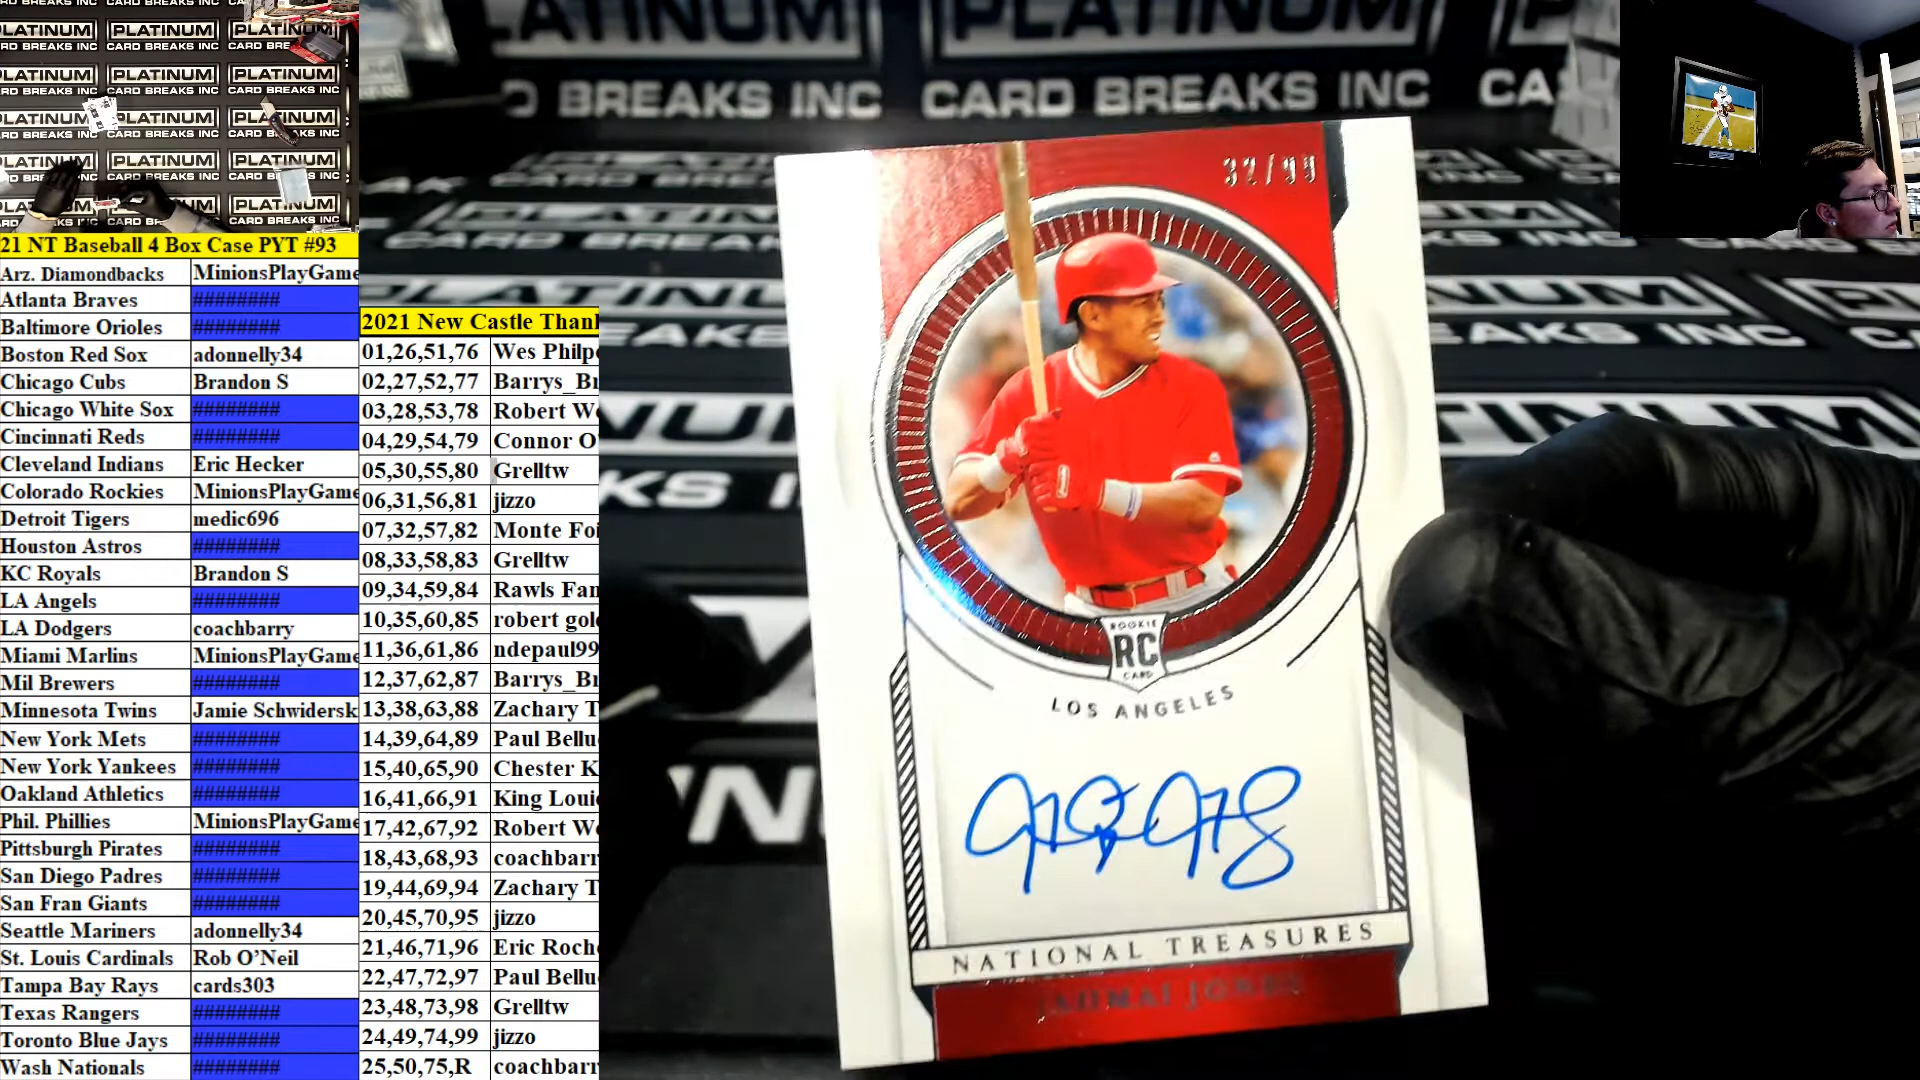 PLATINUM PLATINUM PLATINUM
CARD BREAKS INC
21 NT Baseball 4 Box Case PYT #93
Arz. Diamondbacks MinionsPlayGame
Atlanta Braves ########
Baltimore Orioles ########
Boston Red Sox adonnelly34
Chicago Cubs Brandon S
Chicago White Sox ########
Cincinnati Reds ########
Cleveland Indians Eric Hecker
Colorado Rockies MinionsPlayGame
Detroit Tigers medic696
Houston Astros ########
KC Royals Brandon S
LA Angels ########
LA Dodgers coachbarry
Miami Marlins MinionsPlayGame
Mil Brewers ########
Minnesota Twins Jamie Schwidersk
New York Mets ########
New York Yankees ########
Oakland Athletics ########
Phil. Phillies MinionsPlayGame
Pittsburgh Pirates ########
San Diego Padres ########
San Fran Giants ########
Seattle Mariners adonnelly34
St. Louis Cardinals Rob O’Neil
Tampa Bay Rays cards303
Texas Rangers ########
Toronto Blue Jays ########
Wash Nationals ########
2021 New Castle Than
01,26,51,76 Wes Philp
02,27,52,77 Barrys_B
03,28,53,78 Robert W
04,29,54,79 Connor O
05,30,55,80 Grelltw
06,31,56,81 jizzo
07,32,57,82 Monte Foi
08,33,58,83 Grelltw
09,34,59,84 Rawls Fan
10,35,60,85 robert gol
11,36,61,86 ndepaul99
12,37,62,87 Barrys_B
13,38,63,88 Zachary T
14,39,64,89 Paul Bellu
15,40,65,90 Chester K
16,41,66,91 King Loui
17,42,67,92 Robert W
18,43,68,93 coachbarr
19,44,69,94 Zachary T
20,45,70,95 jizzo
21,46,71,96 Eric Roch
22,47,72,97 Paul Bellu
23,48,73,98 Grelltw
24,49,74,99 jizzo
25,50,75,R coachbarr
PLATINUM
BREAKS INC CARD BREAKS INC
32/99
ROOKIE
RC
CARD
LOS ANGELES
NATIONAL TREASURES
JAHMAI JONES